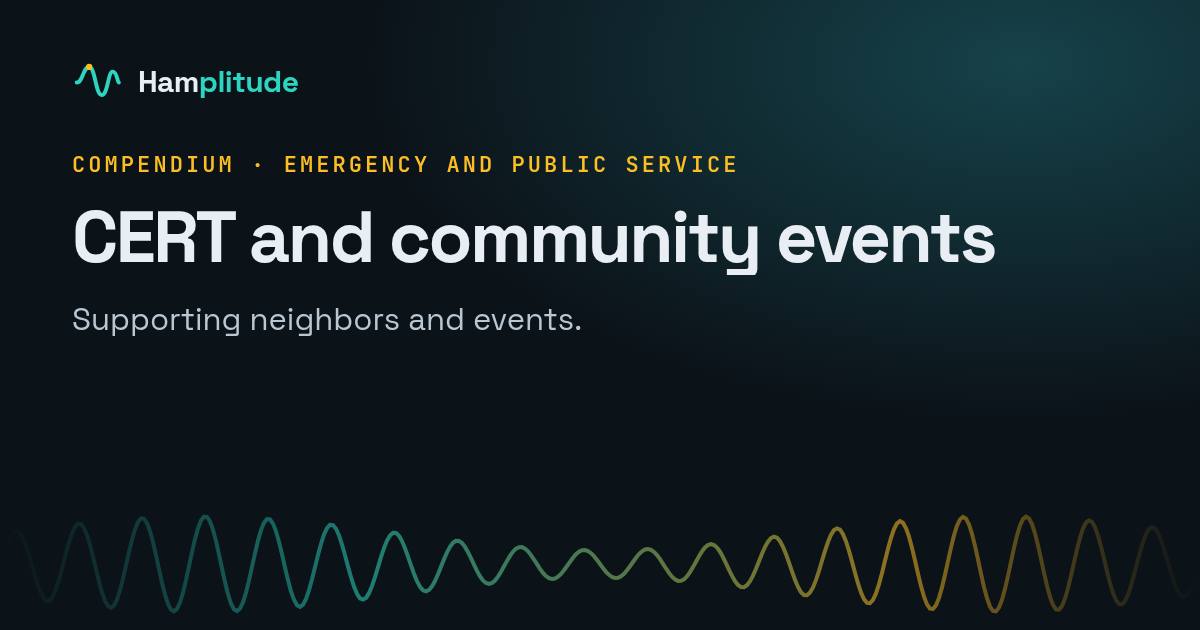 Hamplitude
COMPENDIUM · EMERGENCY AND PUBLIC SERVICE
CERT and community events
Supporting neighbors and events.